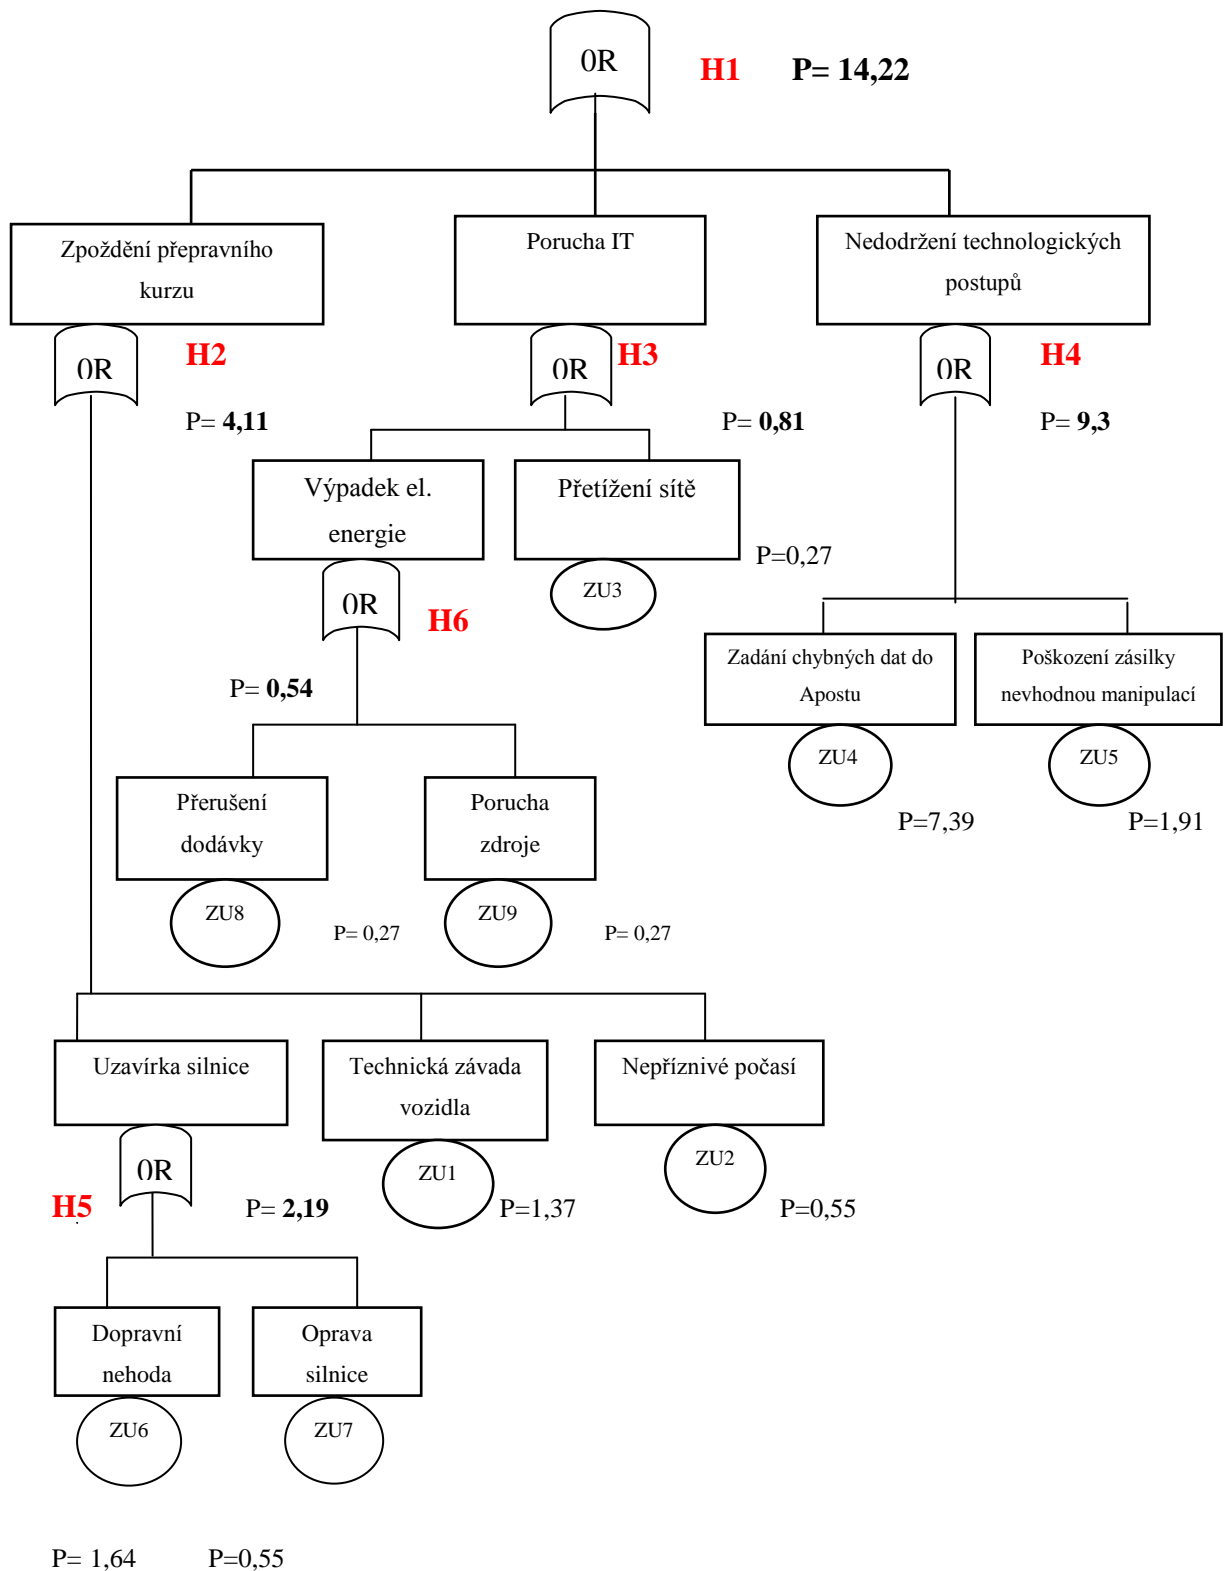 0R
H1 P= 14,22
Zpoždění přepravního
kurzu
Porucha IT
Nedodržení technologických
postupů
0R
H2
0R
H3
0R
H4
P= 4,11
P= 0,81
P= 9,3
Výpadek el.
energie
Přetížení sítě
P=0,27
ZU3
0R
H6
P= 0,54
Zadání chybných dat do
Apostu
Poškození zásilky
nevhodnou manipulací
ZU4
ZU5
P=7,39
P=1,91
Přerušení
dodávky
Porucha
zdroje
ZU8
P= 0,27
ZU9
P= 0,27
Uzavírka silnice
Technická závada
vozidla
Nepříznivé počasí
0R
H5
P= 2,19
ZU1
P=1,37
ZU2
P=0,55
Dopravní
nehoda
Oprava
silnice
ZU6
ZU7
P= 1,64
P=0,55